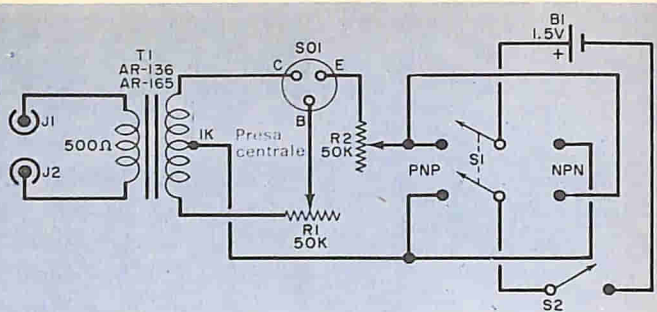 T1
AR-136
AR-165
J1
J2
500Ω
1K
Presa
centrale
SO1
C
E
B
R1
50K
R2
50K
PNP
S1
NPN
B1
1.5V
+
S2